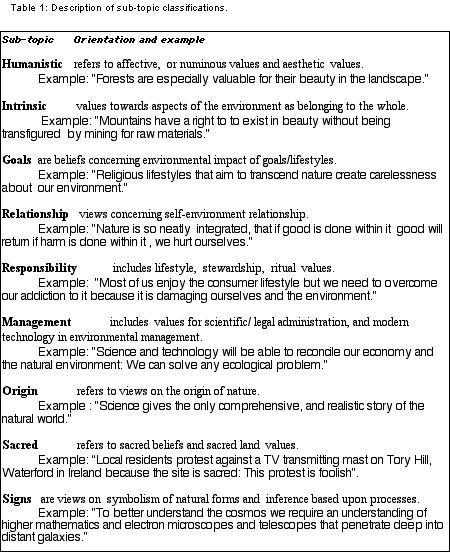 Table 1: Description of sub-topic classifications.
Sub-topic Orientation and example
Humanistic refers to affective, or numinous values and aesthetic values.
Example: "Forests are especially valuable for their beauty in the landscape."
Intrinsic values towards aspects of the environment as belonging to the whole.
Example: "Mountains have a right to to exist in beauty without being
transfigured by mining for raw materials."
Goals are beliefs concerning environmental impact of goals/lifestyles.
Example: "Religious lifestyles that aim to transcend nature create carelessness
about our environment."
Relationship views concerning self-environment relationship.
Example: "Nature is so neatly integrated, that if good is done within it good will
return if harm is done within it , we hurt ourselves."
Responsibility includes lifestyle, stewardship, ritual values.
Example: "Most of us enjoy the consumer lifestyle but we need to overcome
our addiction to it because it is damaging ourselves and the environment."
Management includes values for scientific/ legal administration, and modern
technology in environmental management.
Example: "Science and technology will be able to reconcile our economy and
the natural environment: We can solve any ecological problem."
Origin refers to views on the origin of nature.
Example : "Science gives the only comprehensive, and realistic story of the
natural world."
Sacred refers to sacred beliefs and sacred land values.
Example: "Local residents protest against a TV transmitting mast on Tory Hill,
Waterford in Ireland because the site is sacred: This protest is foolish".
Signs are views on symbolism of natural forms and inference based upon processes.
Example: "To better understand the cosmos we require an understanding of
higher mathematics and electron microscopes and telescopes that penetrate deep into
distant galaxies."